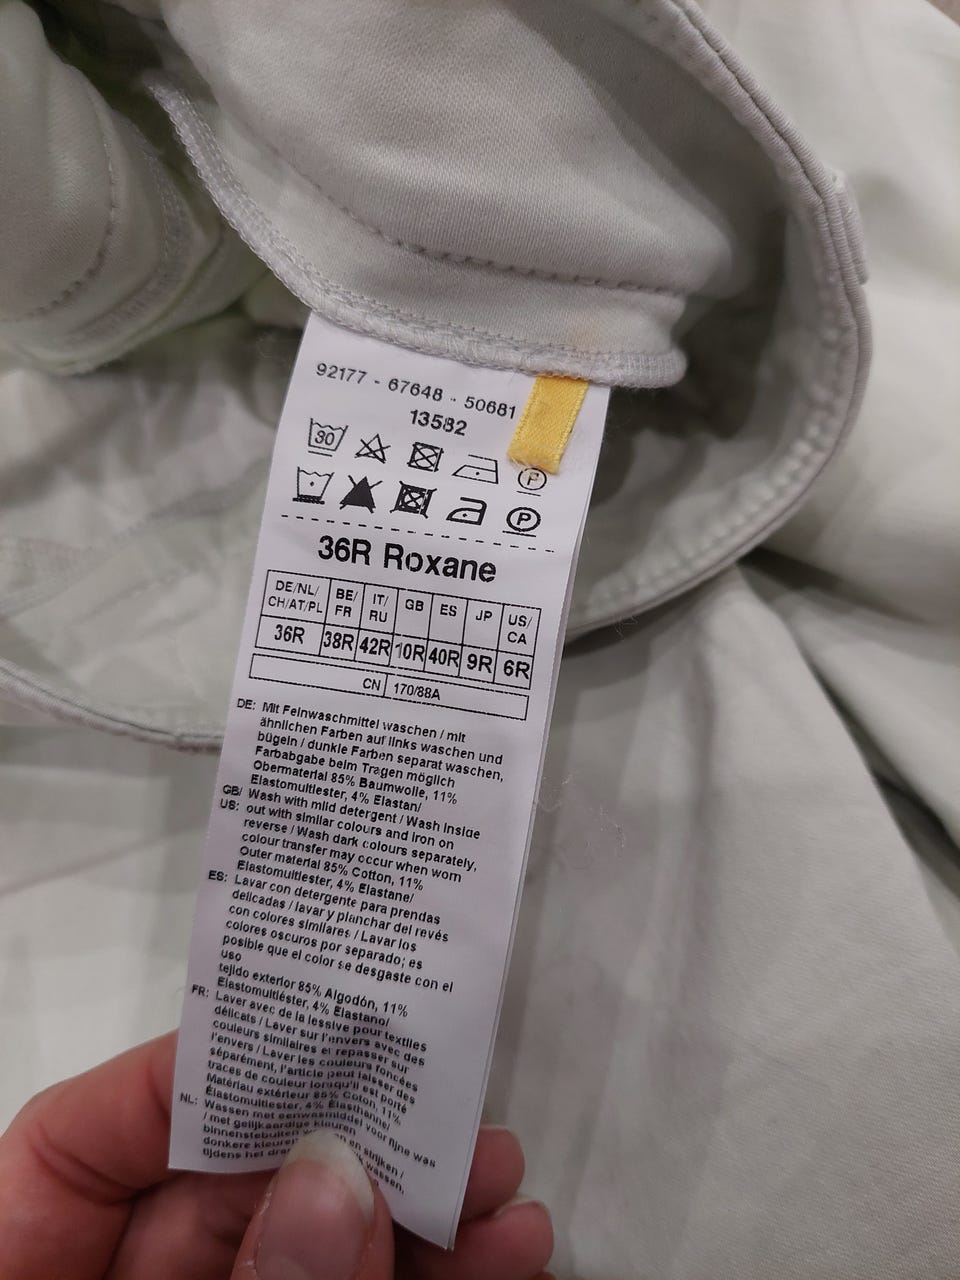 92177 - 67648 - 50681
13582
30
P
P
36R Roxane
DE/NL/ CH/AT/PL BE/ FR IT/ RU GB ES JP US/ CA
36R 38R 42R 10R 40R 9R 6R
CN 170/88A
DE: Mit Feinwaschmittel waschen / mit
ähnlichen Farben auf links waschen und
bügeln / dunkle Farben separat waschen,
Farbabgabe beim Tragen möglich
Obermaterial 85% Baumwolle, 11%
Elastomultiester, 4% Elastan/
GB/ Wash with mild detergent / Wash inside
US: out with similar colours and iron on
reverse / Wash dark colours separately,
colour transfer may occur when worn
Outer material 85% Cotton, 11%
Elastomultiester, 4% Elastane/
ES: Lavar con detergente para prendas
delicadas / lavar y planchar del revés
con colores similares / Lavar los
colores oscuros por separado; es
posible que el color se desgaste con el
uso
tejido exterior 85% Algodón, 11%
Elastomultiéster, 4% Elastano/
FR: Laver avec de la lessive pour textiles
délicats / Laver sur l'envers avec des
couleurs similaires et repasser sur
l'envers / Laver les couleurs foncées
séparément, l'article peut laisser des
traces de couleur lorsqu'il est porté
Matériau extérieur 85% Coton, 11%
Élastomultiester, 4% Élasthanne/
NL: Wassen met eenwasmiddel voor fijne was
/ met gelijkaardige kleuren
binnenstebuiten en strijken /
donkere kleuren wassen,
tijdens het